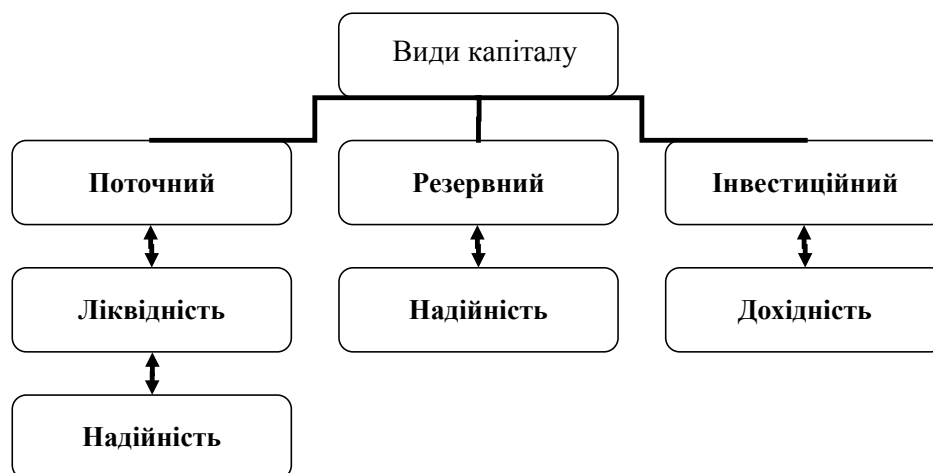 Види капіталу
Поточний
Резервний
Інвестиційний
Ліквідність
Надійність
Дохідність
Надійність